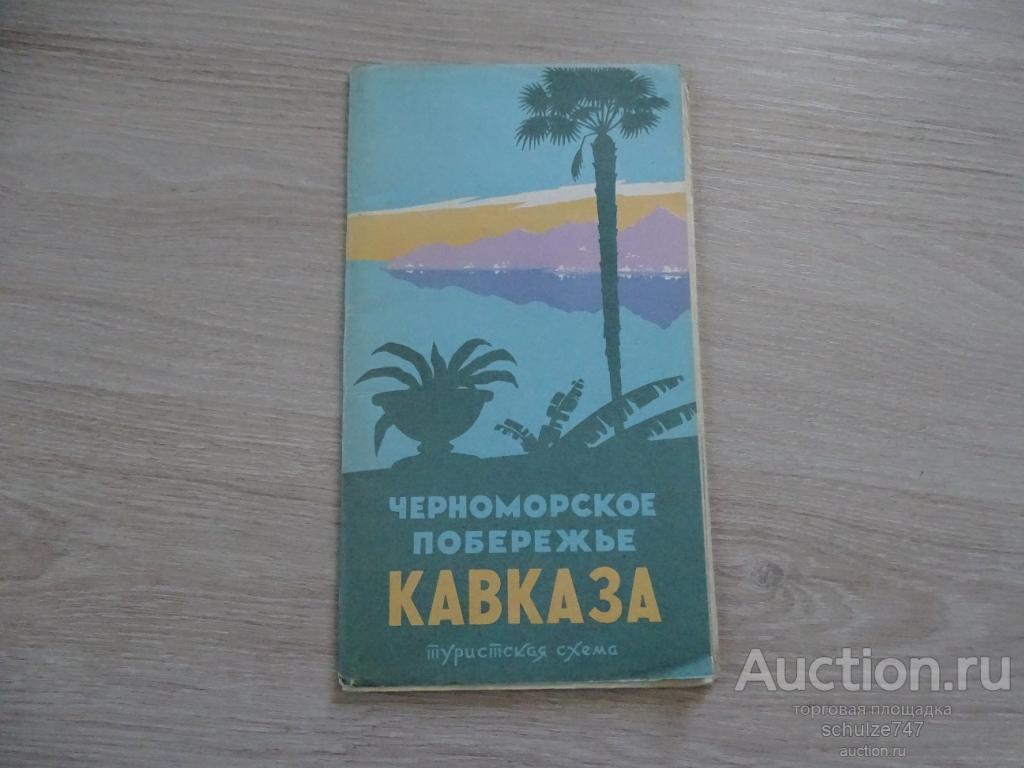 ЧЕРНОМОРСКОЕ
ПОБЕРЕЖЬЕ
КАВКАЗА
туристская схема
Auction.ru
торговая площадка
schulze747
auction.ru